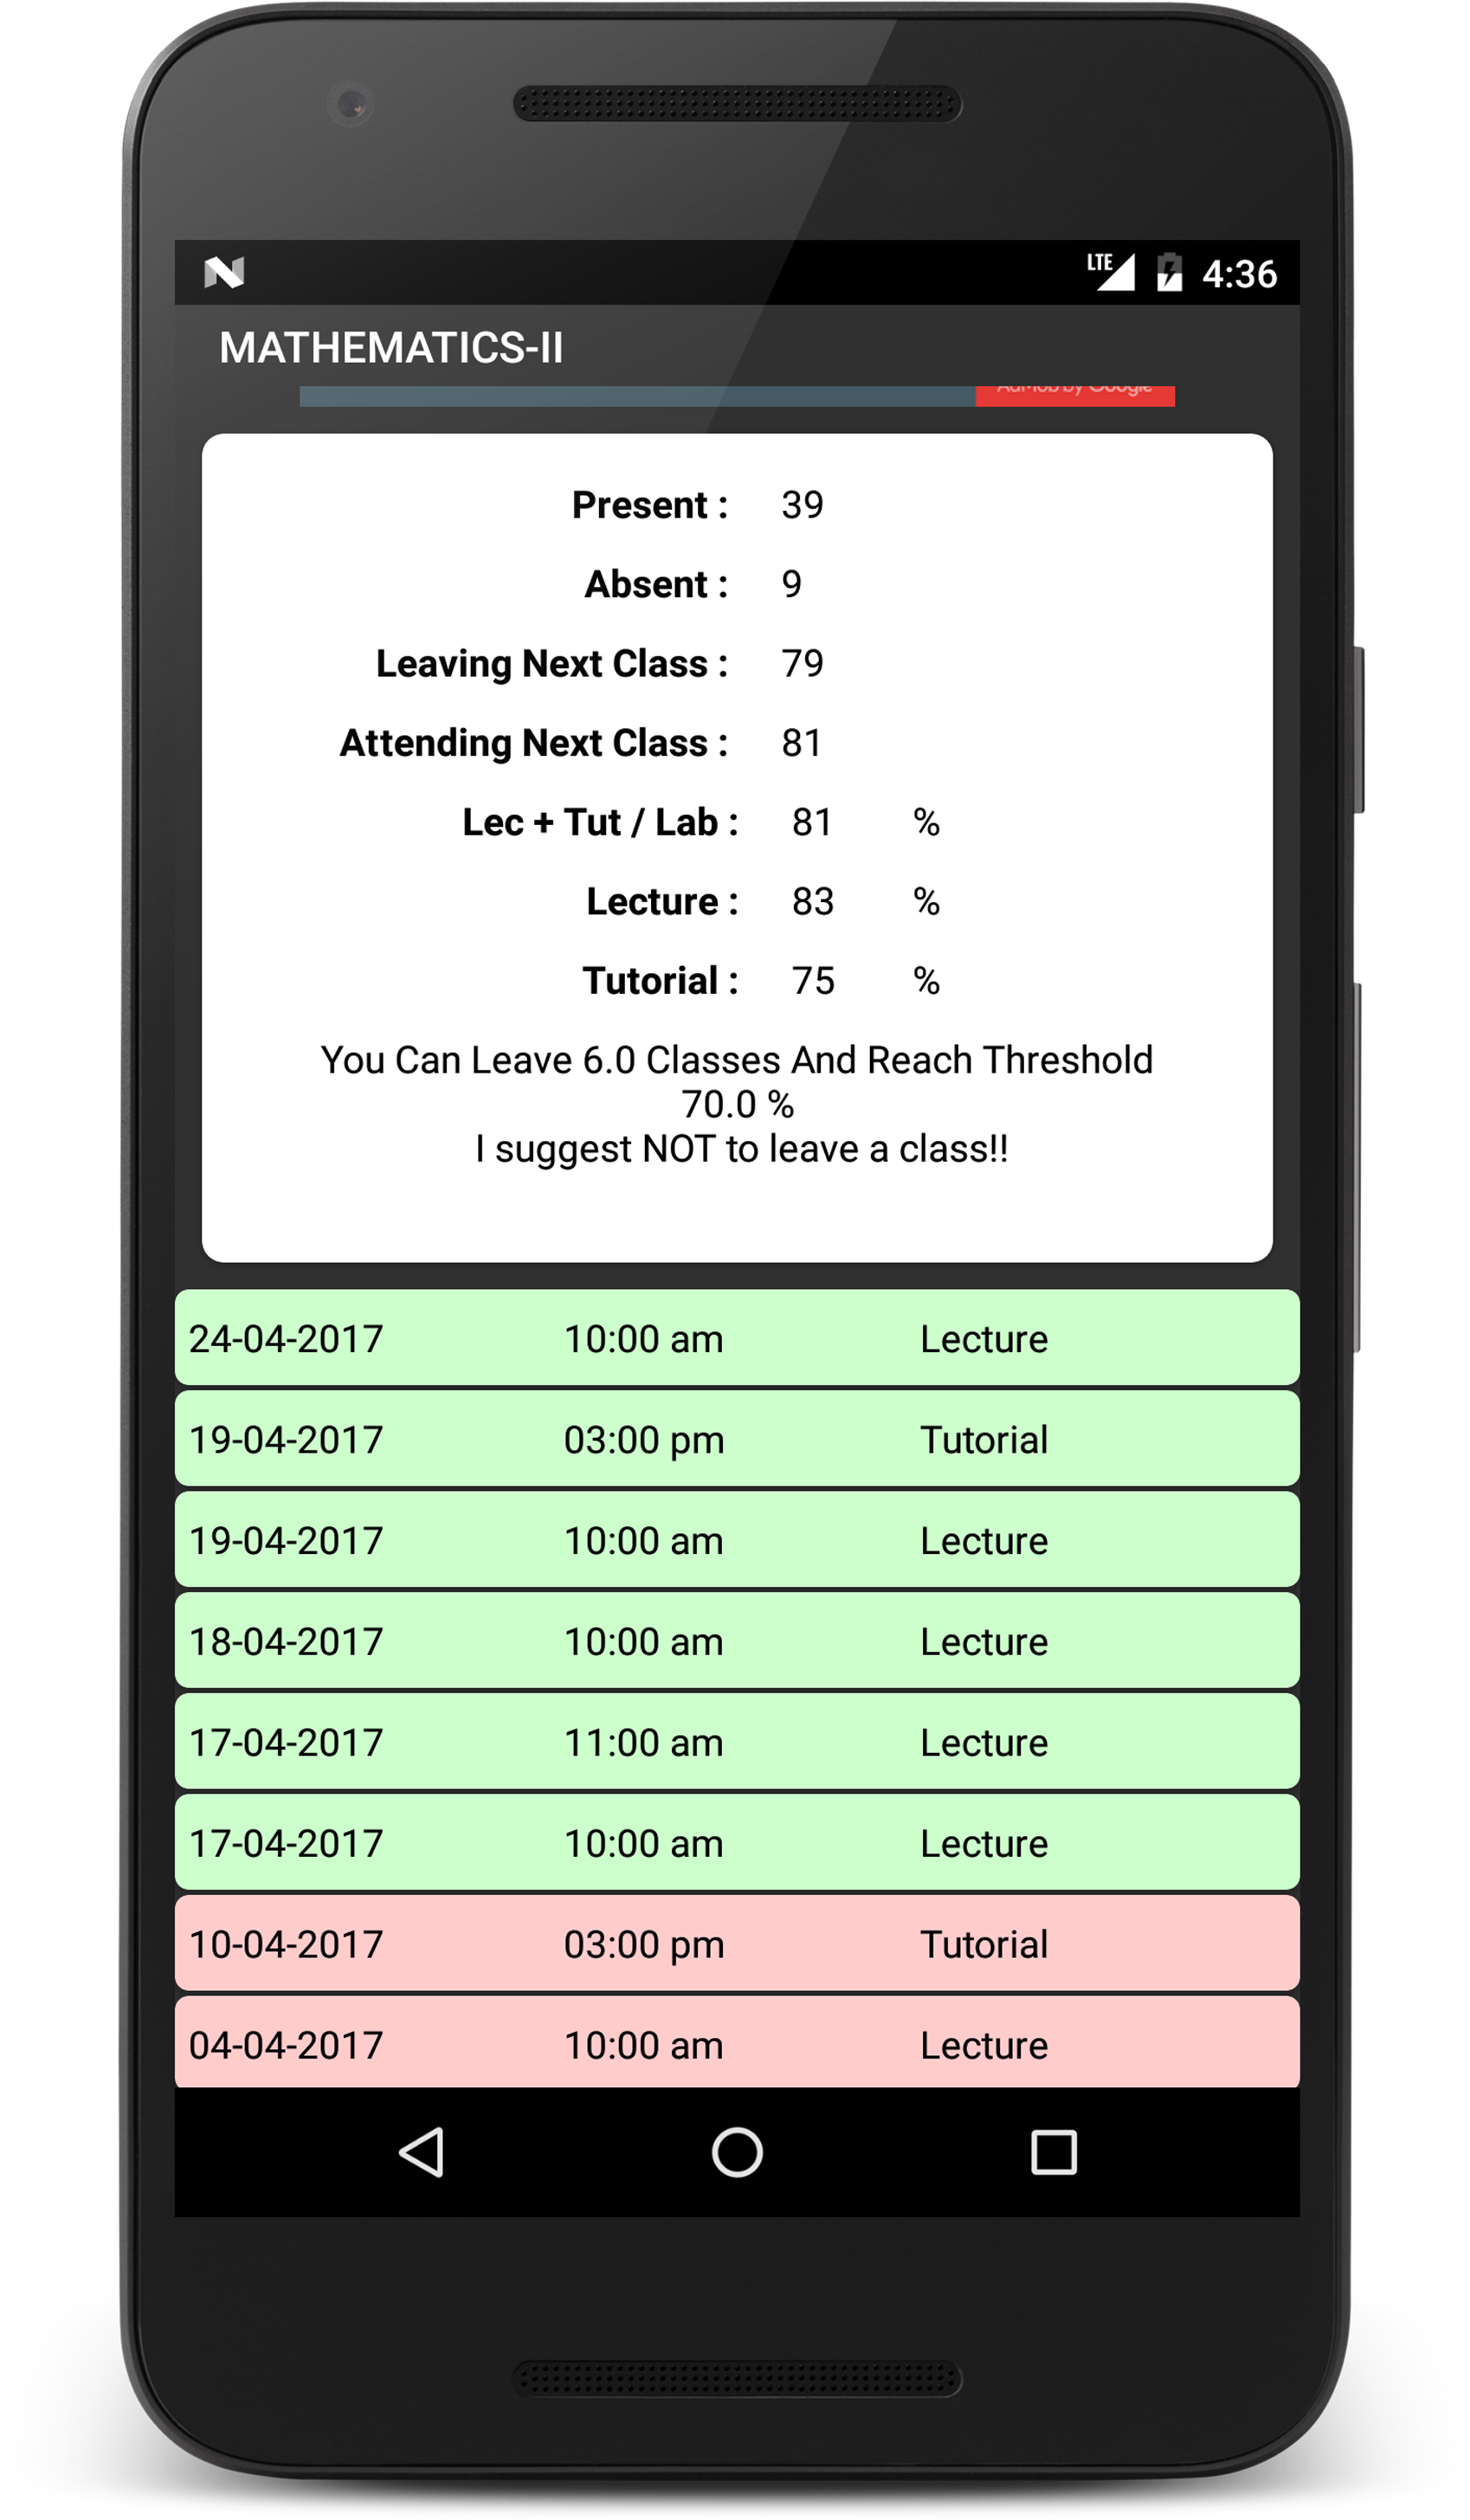 LTE 4:36
MATHEMATICS-II
AdMob by Google
Present : 39
Absent : 9
Leaving Next Class : 79
Attending Next Class : 81
Lec + Tut / Lab : 81 %
Lecture : 83 %
Tutorial : 75 %
You Can Leave 6.0 Classes And Reach Threshold
70.0 %
I suggest NOT to leave a class!!
24-04-2017 10:00 am Lecture
19-04-2017 03:00 pm Tutorial
19-04-2017 10:00 am Lecture
18-04-2017 10:00 am Lecture
17-04-2017 11:00 am Lecture
17-04-2017 10:00 am Lecture
10-04-2017 03:00 pm Tutorial
04-04-2017 10:00 am Lecture